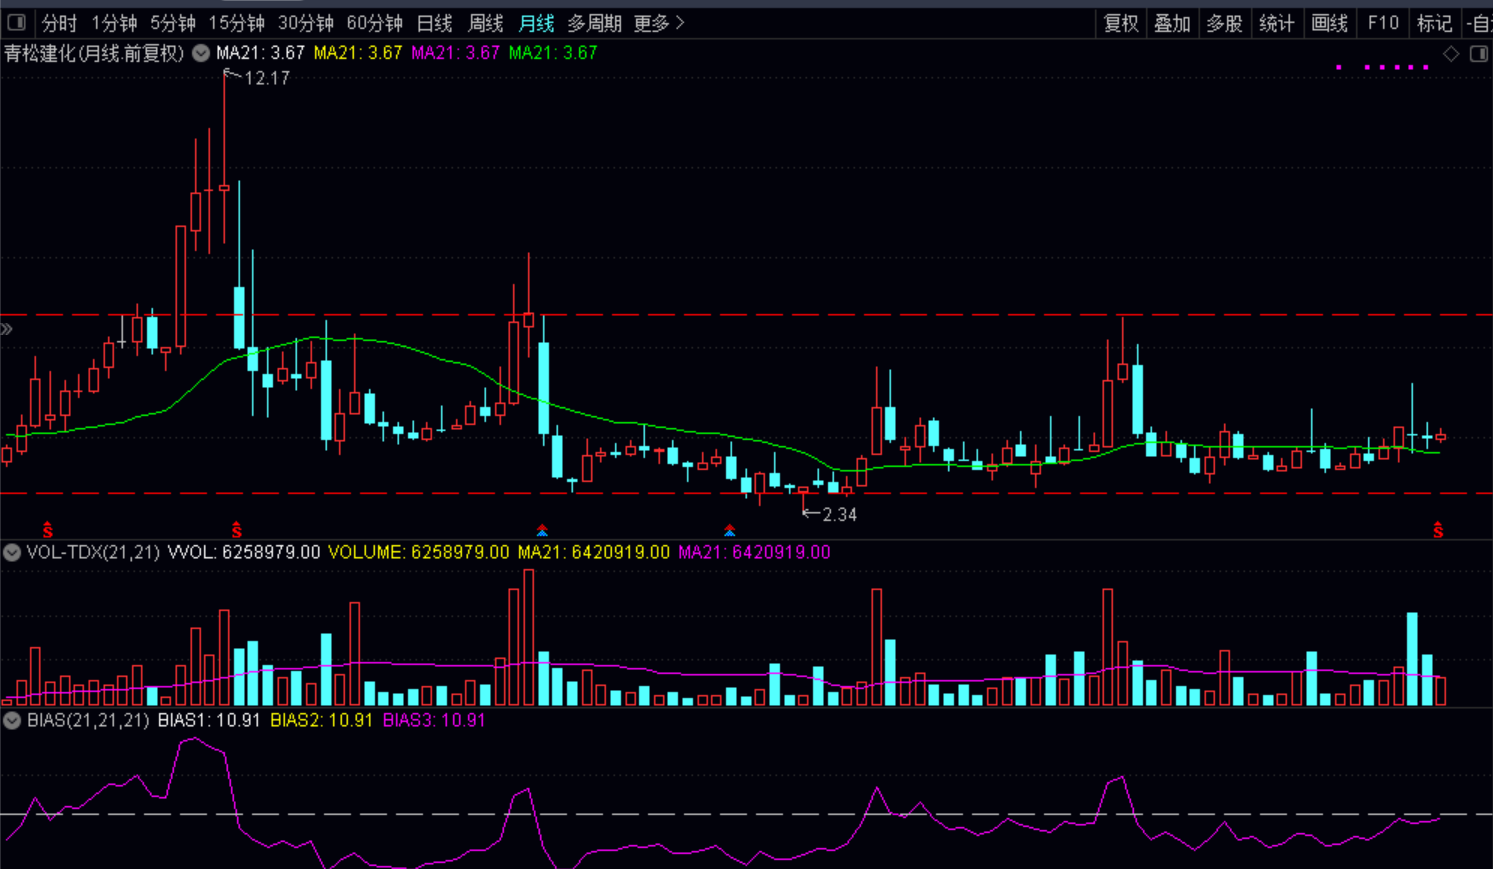 分时 1分钟 5分钟 15分钟 30分钟 60分钟 日线 周线 月线 多周期 更多 复权 叠加 多股 统计 画线 F10 标记
青松建化(月线.前复权) MA21: 3.67 MA21: 3.67 MA21: 3.67 MA21: 3.67
12.17
2.34
S S S
VOL-TDX(21,21) VVOL: 6258979.00 VOLUME: 6258979.00 MA21: 6420919.00 MA21: 6420919.00
BIAS(21,21,21) BIAS1: 10.91 BIAS2: 10.91 BIAS3: 10.91